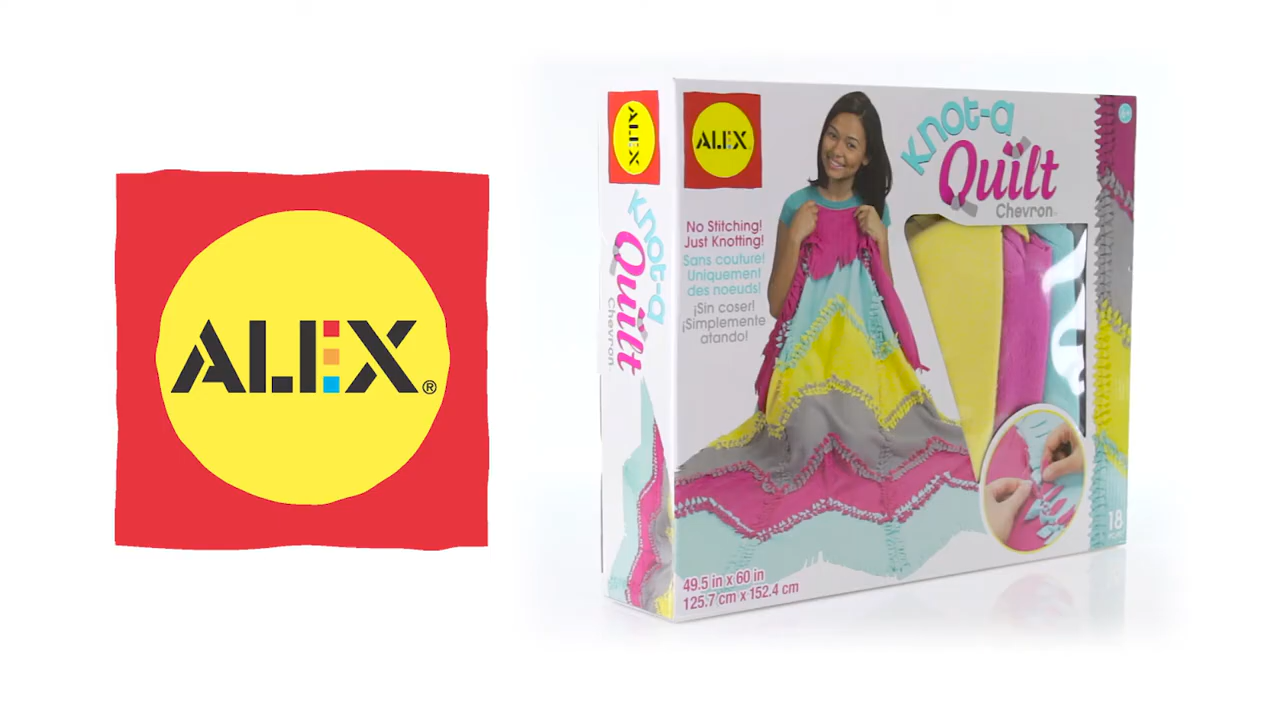 ALEX®
ALEX
Knot-a
Quilt
Chevron
ALEX
Knot-a
Quilt
Chevron
No Stitching!
Just Knotting!
Sans couture!
Uniquement
des noeuds!
¡Sin coser!
¡Simplemente
atando!
49.5 in x 60 in
125.7 cm x 152.4 cm
18